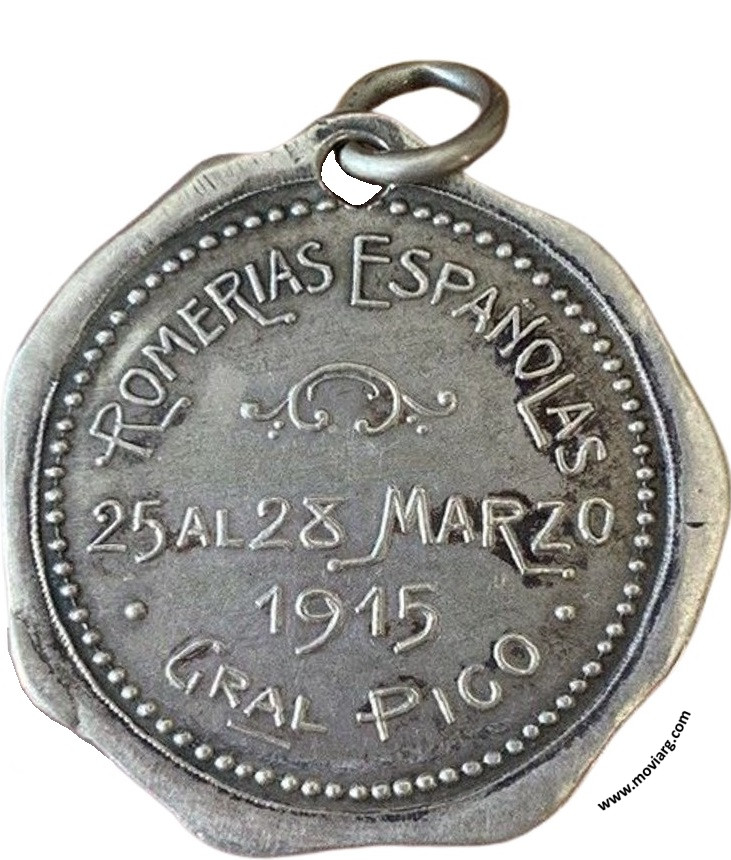 ROMERIAS ESPAÑOLAS
25 AL 28 MARZO
1915
GRAL PICO
www.moviarg.com